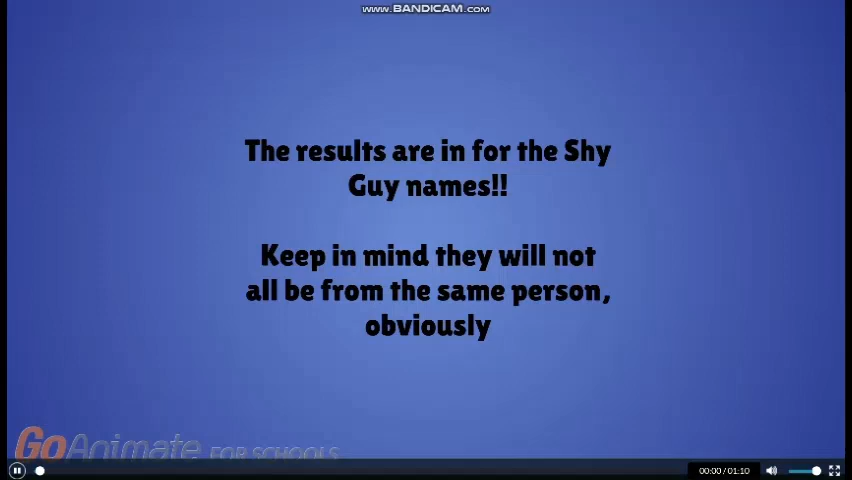 WWW.BANDICAM.COM
The results are in for the Shy
Guy names!!
Keep in mind they will not
all be from the same person,
obviously
GoAnimate FOR SCHOOLS
00:00 / 01:10